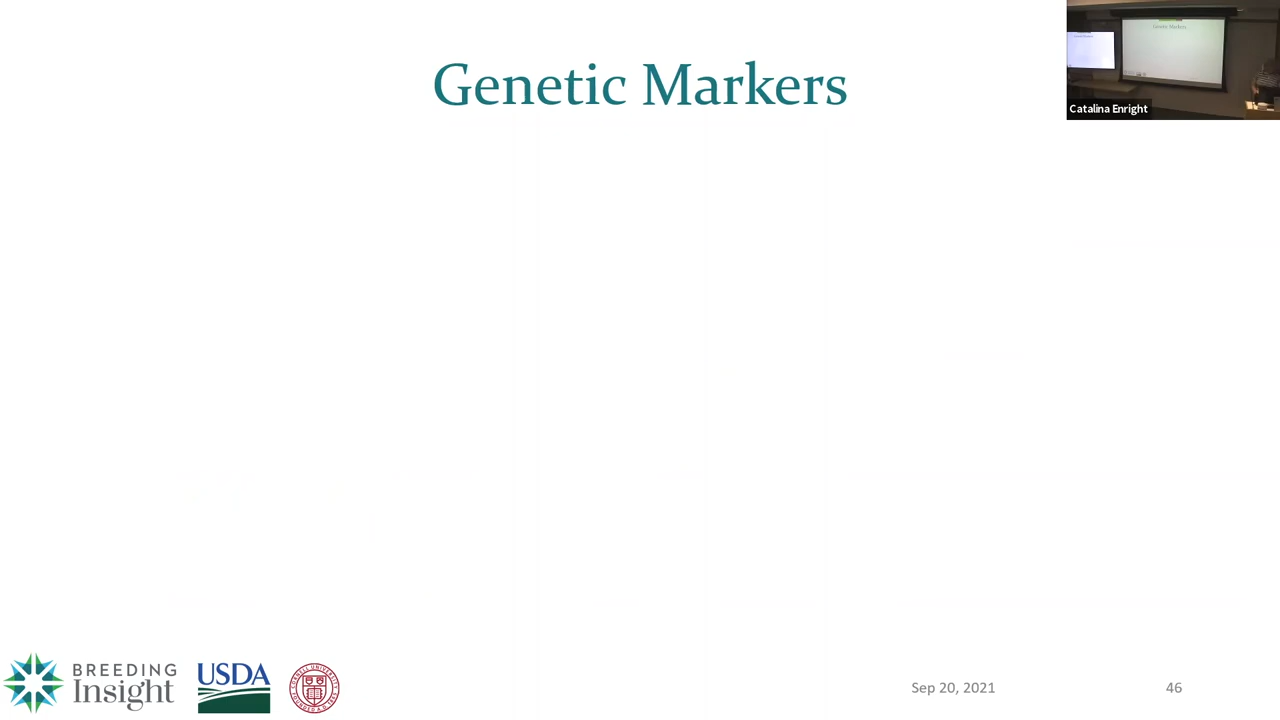 Genetic Markers
Catalina Enright
BREEDING
Insight
USDA
Sep 20, 2021
46